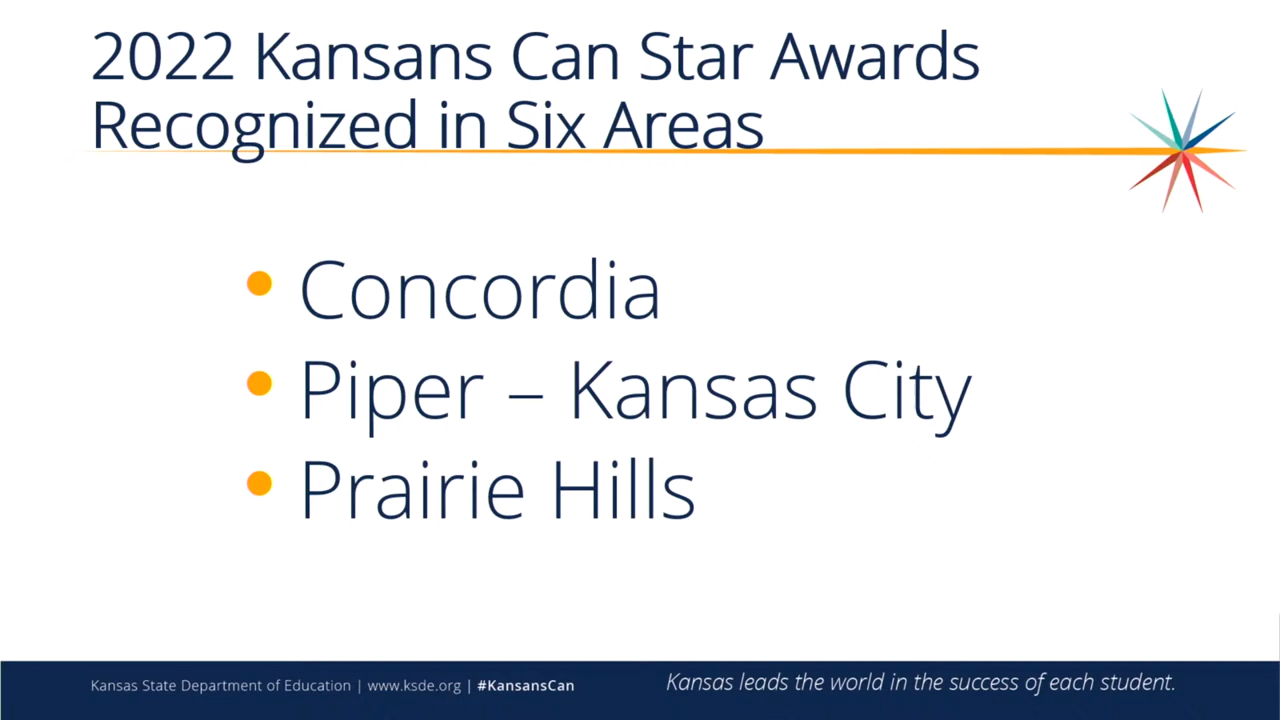 2022 Kansans Can Star Awards
Recognized in Six Areas
• Concordia
• Piper – Kansas City
• Prairie Hills
Kansas State Department of Education | www.ksde.org | #KansansCan
Kansas leads the world in the success of each student.